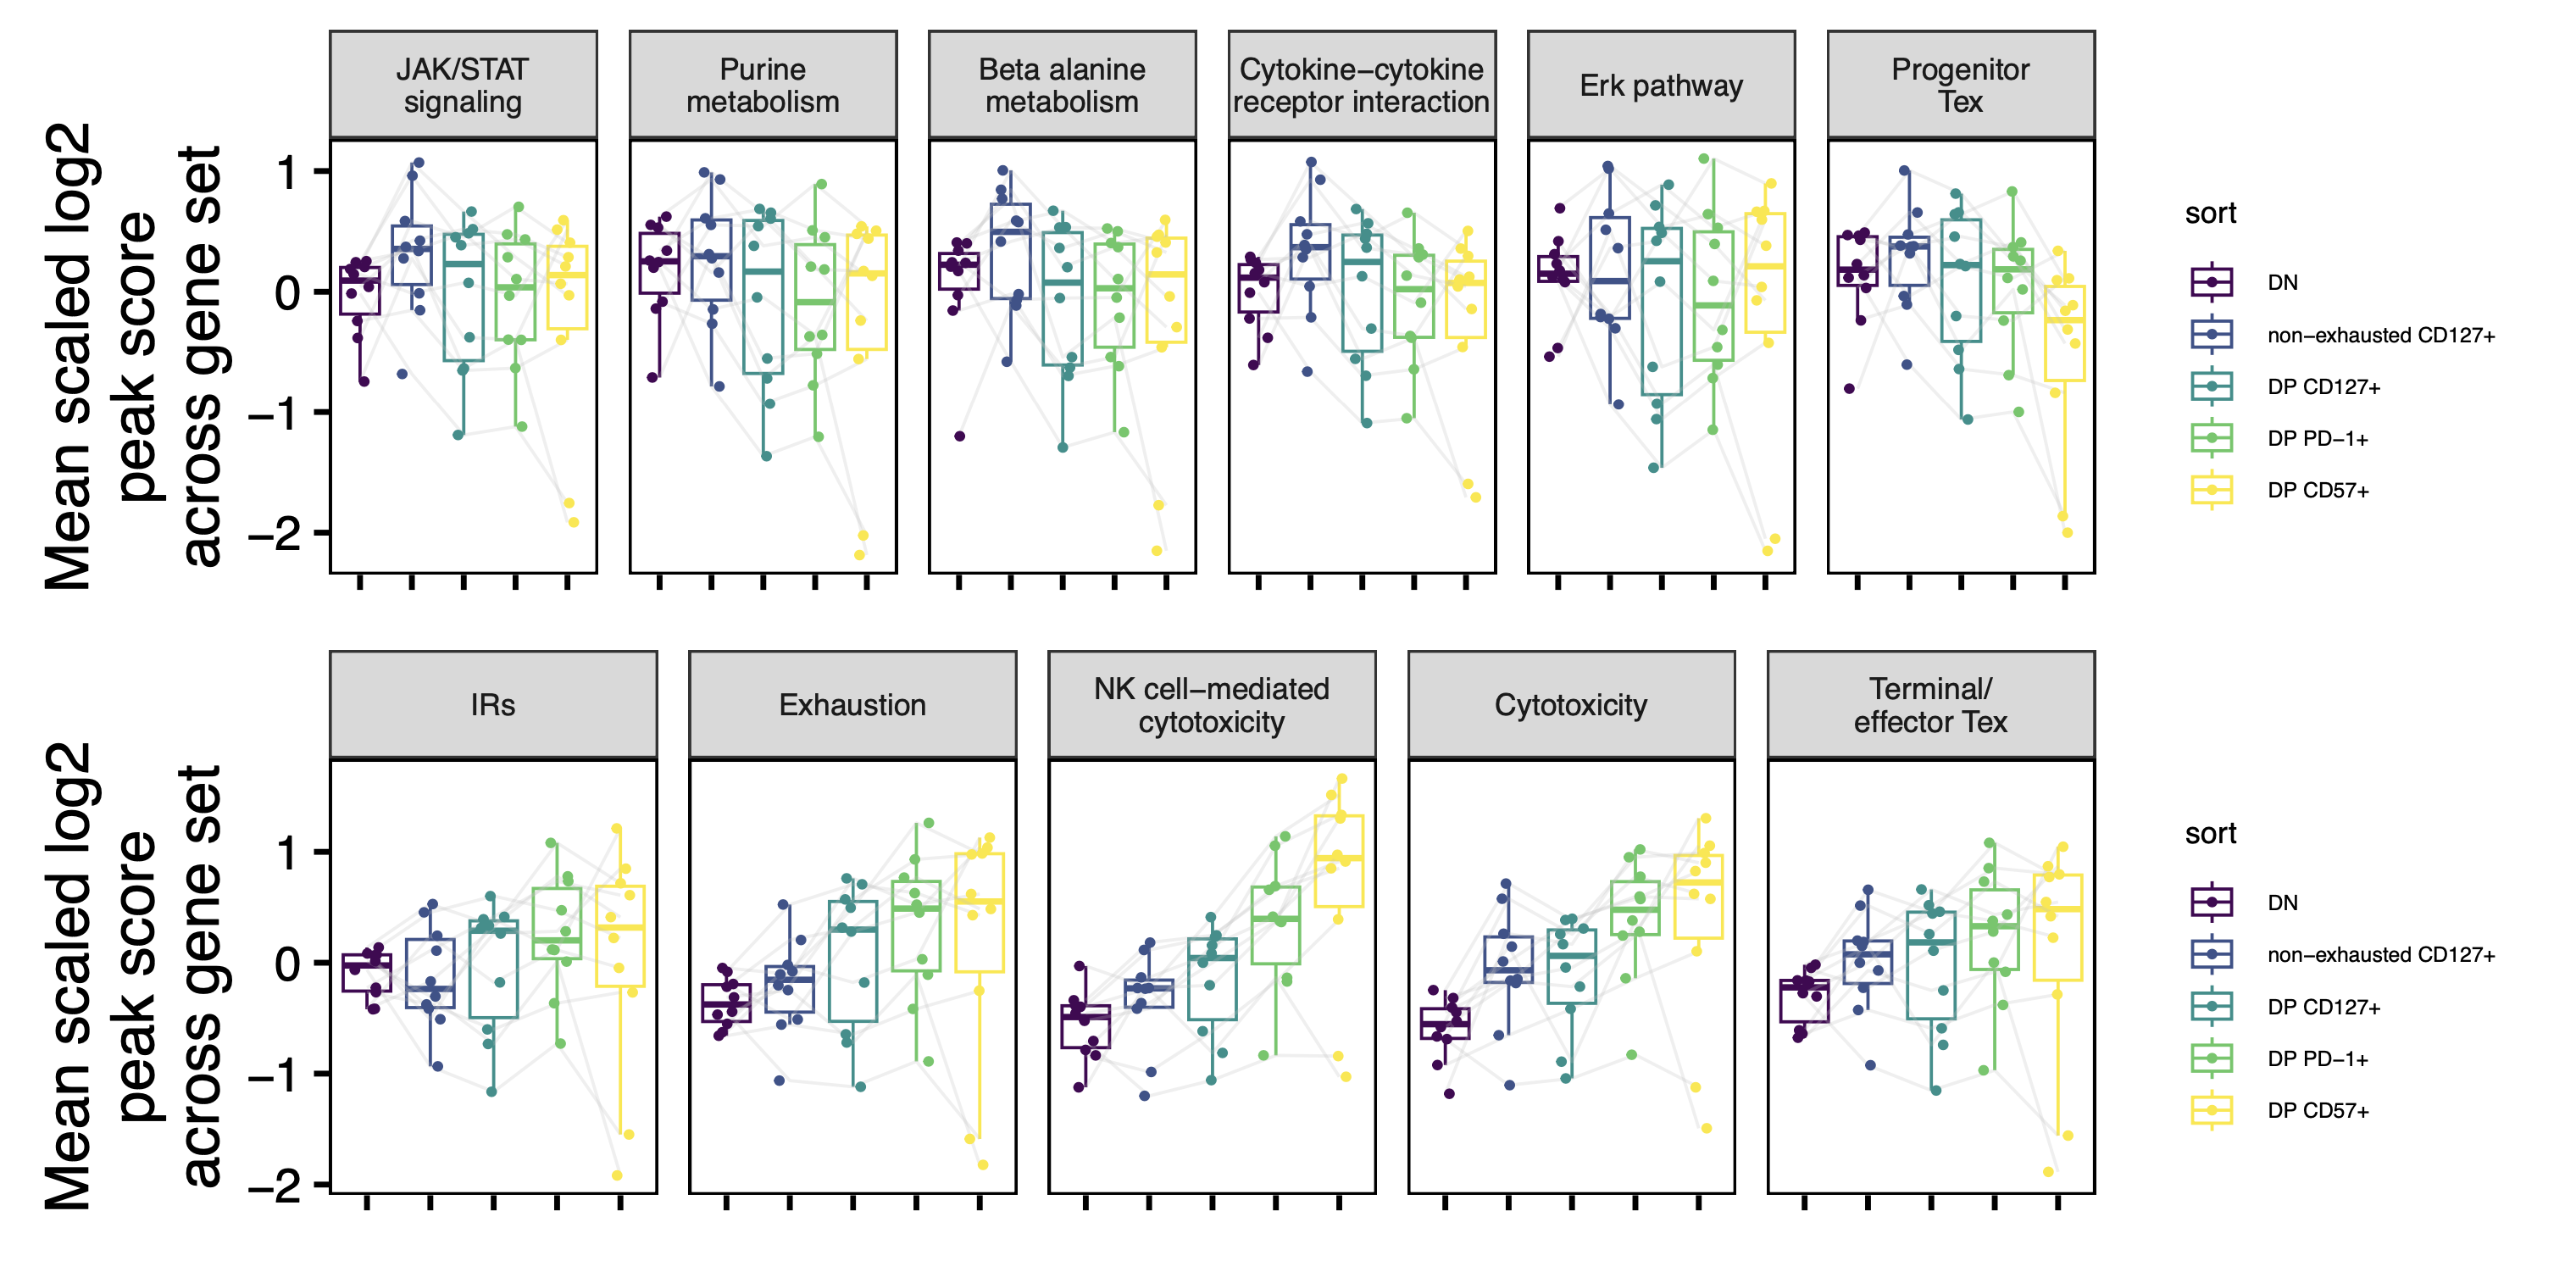 JAK/STAT
signaling
Purine
metabolism
Beta alanine
metabolism
Cytokine−cytokine
receptor interaction
Erk pathway
Progenitor
Tex
Mean scaled log2
peak score
across gene set
1
0
−1
−2
sort
DN
non−exhausted CD127+
DP CD127+
DP PD−1+
DP CD57+
IRs
Exhaustion
NK cell−mediated
cytotoxicity
Cytotoxicity
Terminal/
effector Tex
Mean scaled log2
peak score
across gene set
1
0
−1
−2
sort
DN
non−exhausted CD127+
DP CD127+
DP PD−1+
DP CD57+